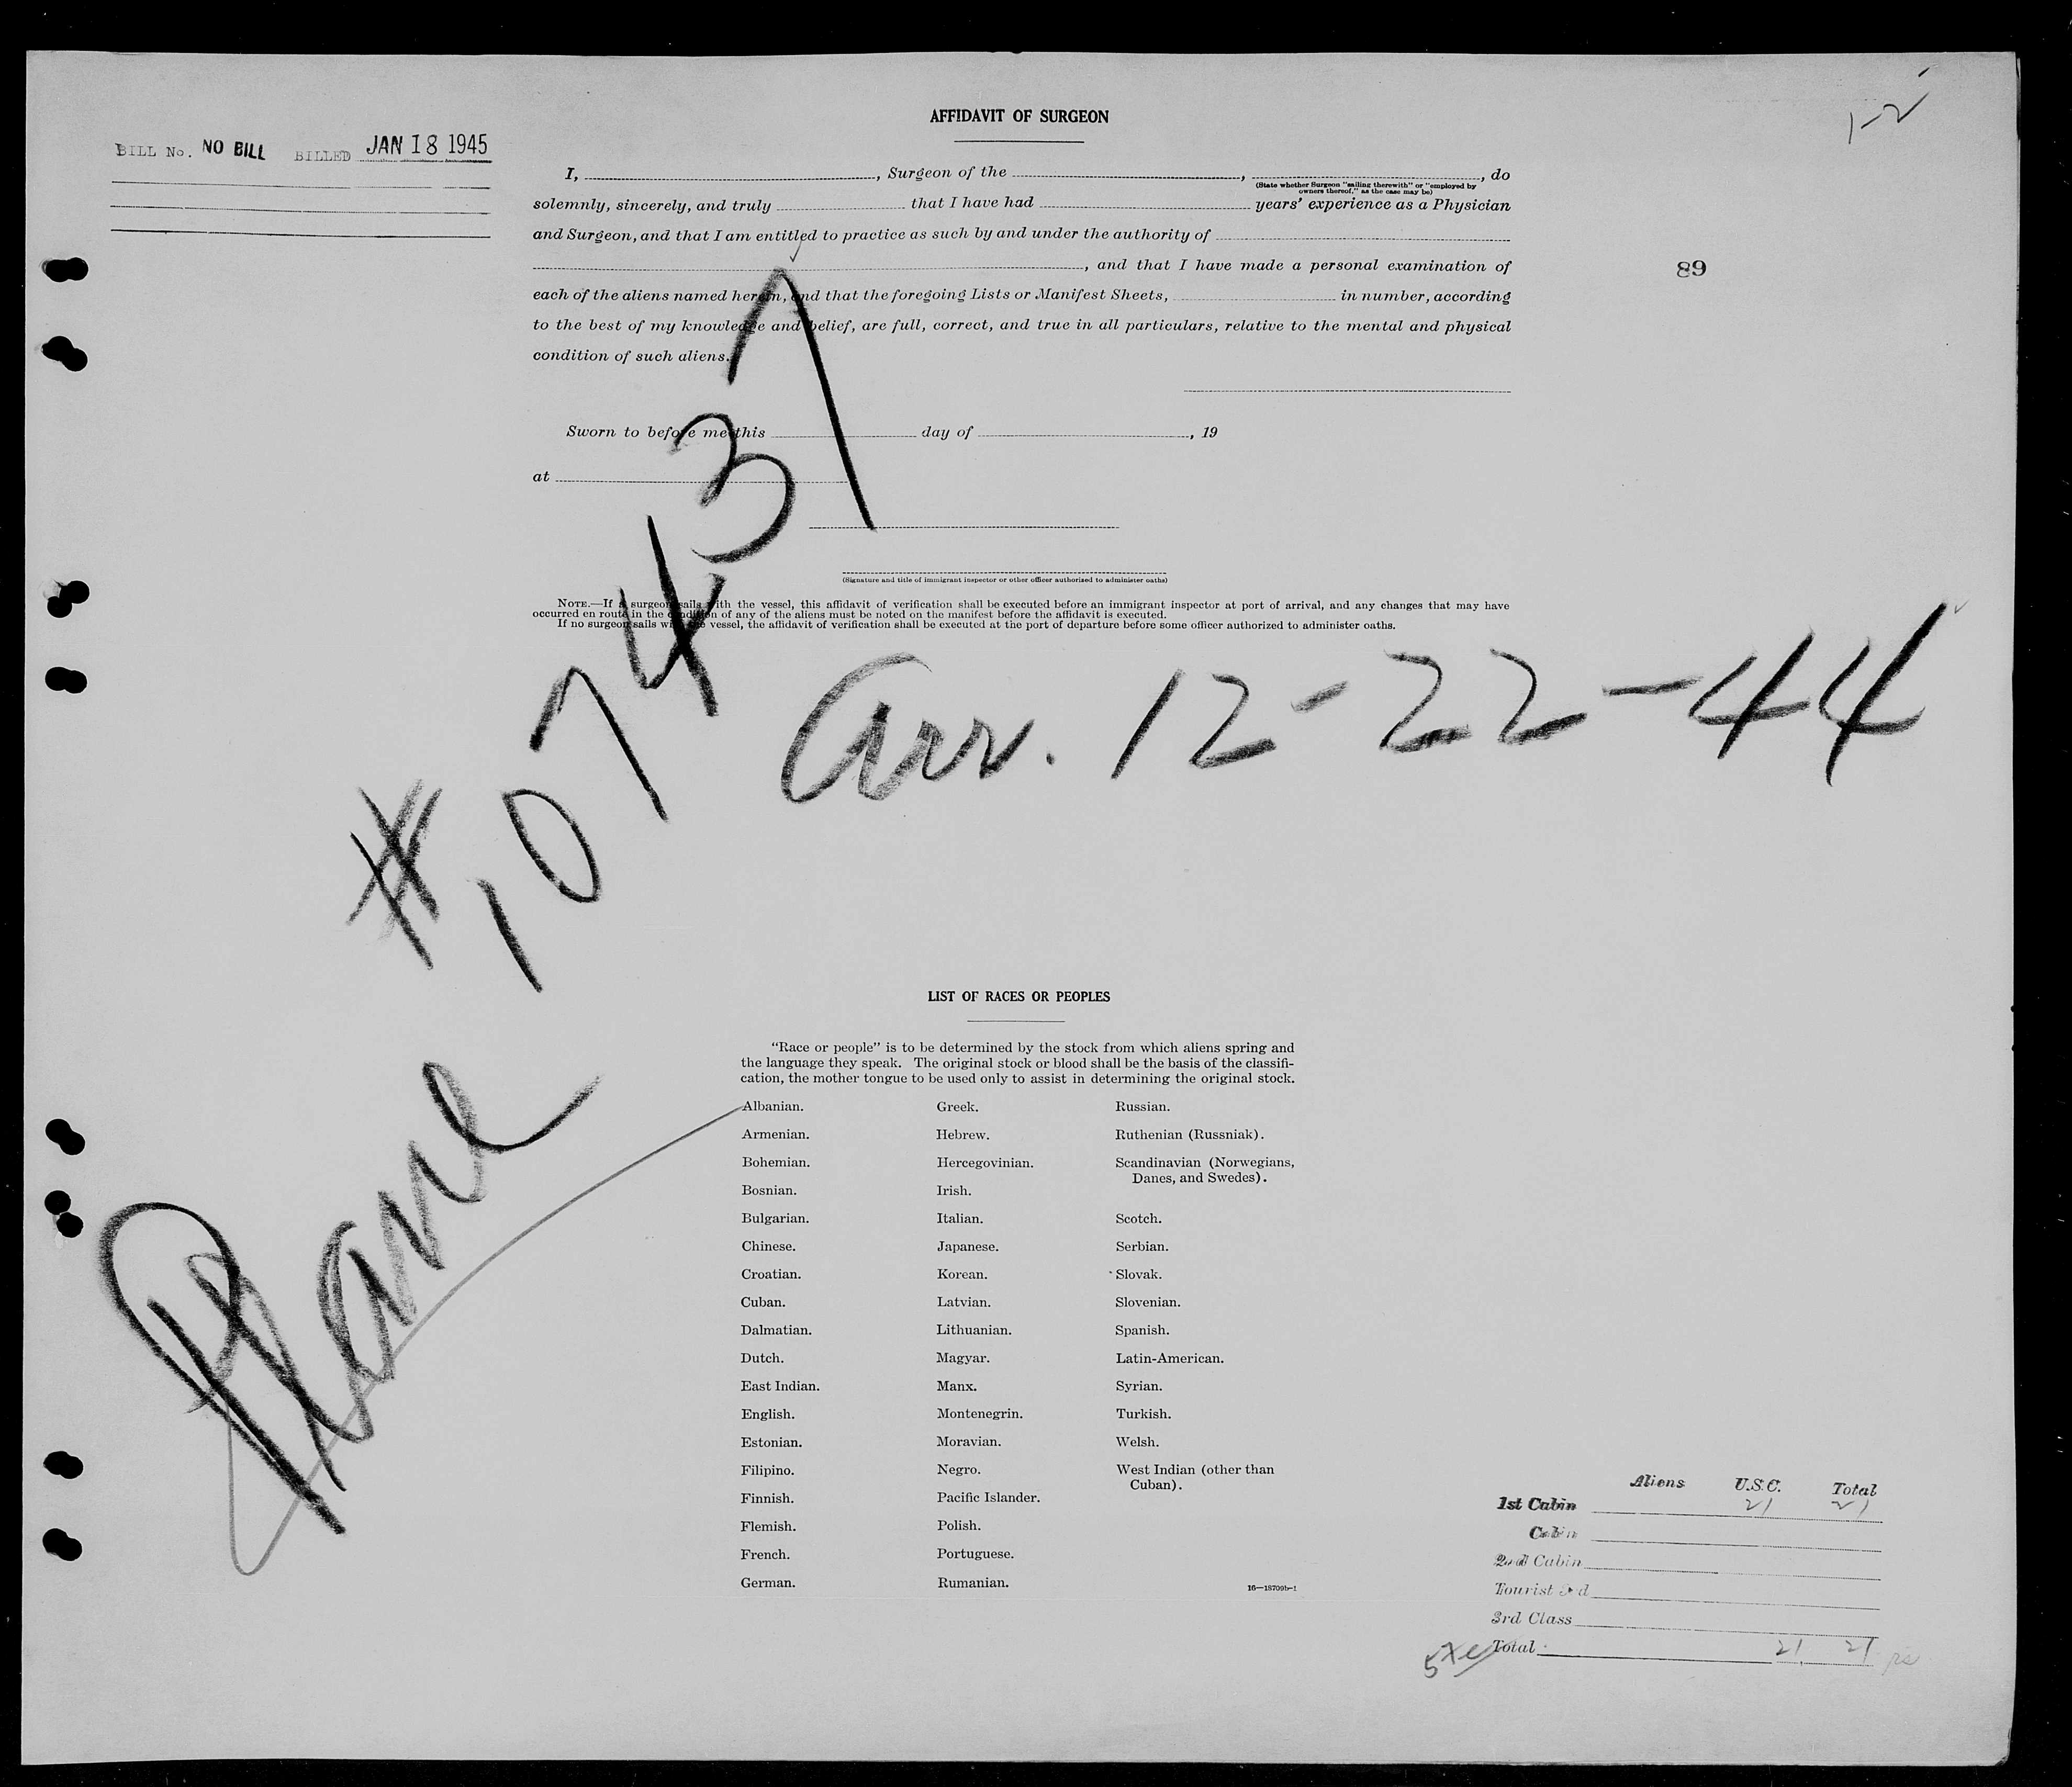 1-2
AFFIDAVIT OF SURGEON
BILL No. NO BILL BILLED JAN 18 1945
I, , Surgeon of the , , do
(State whether Surgeon "sailing therewith" or "employed by
owners thereof," as the case may be)
solemnly, sincerely, and truly that I have had years' experience as a Physician
and Surgeon, and that I am entitled to practice as such by and under the authority of
, and that I have made a personal examination of
89
each of the aliens named herein, and that the foregoing Lists or Manifest Sheets, in number, according
to the best of my knowledge and belief, are full, correct, and true in all particulars, relative to the mental and physical
condition of such aliens.
Sworn to before me this day of , 19
at
(Signature and title of immigrant inspector or other officer authorized to administer oaths)
NOTE.—If a surgeon sails with the vessel, this affidavit of verification shall be executed before an immigrant inspector at port of arrival, and any changes that may have
occurred en route in the condition of any of the aliens must be noted on the manifest before the affidavit is executed.
If no surgeon sails with the vessel, the affidavit of verification shall be executed at the port of departure before some officer authorized to administer oaths.
Plane #107437
Arr. 12-22-44
LIST OF RACES OR PEOPLES
"Race or people" is to be determined by the stock from which aliens spring and
the language they speak. The original stock or blood shall be the basis of the classifi-
cation, the mother tongue to be used only to assist in determining the original stock.
Albanian. Greek. Russian.
Armenian. Hebrew. Ruthenian (Russniak).
Bohemian. Hercegovinian. Scandinavian (Norwegians,
Danes, and Swedes).
Bosnian. Irish.
Bulgarian. Italian. Scotch.
Chinese. Japanese. Serbian.
Croatian. Korean. Slovak.
Cuban. Latvian. Slovenian.
Dalmatian. Lithuanian. Spanish.
Dutch. Magyar. Latin-American.
East Indian. Manx. Syrian.
English. Montenegrin. Turkish.
Estonian. Moravian. Welsh.
Filipino. Negro. West Indian (other than
Cuban).
Finnish. Pacific Islander.
Flemish. Polish.
French. Portuguese.
German. Rumanian.
16—18709b-1
Aliens U.S.C. Total
1st Cabin 21 21
Cabin
2nd Cabin
Tourist 3d
3rd Class
Total 21 21